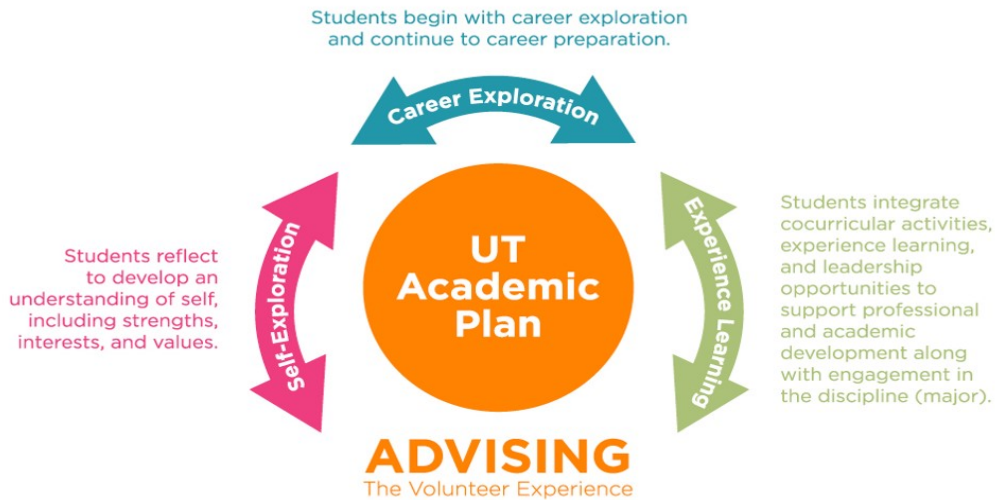 Students begin with career exploration
and continue to career preparation.
Career Exploration
Self-Exploration
Students reflect
to develop an
understanding of self,
including strengths,
interests, and values.
UT
Academic
Plan
Experience Learning
Students integrate
cocurricular activities,
experience learning,
and leadership
opportunities to
support professional
and academic
development along
with engagement in
the discipline (major).
ADVISING
The Volunteer Experience